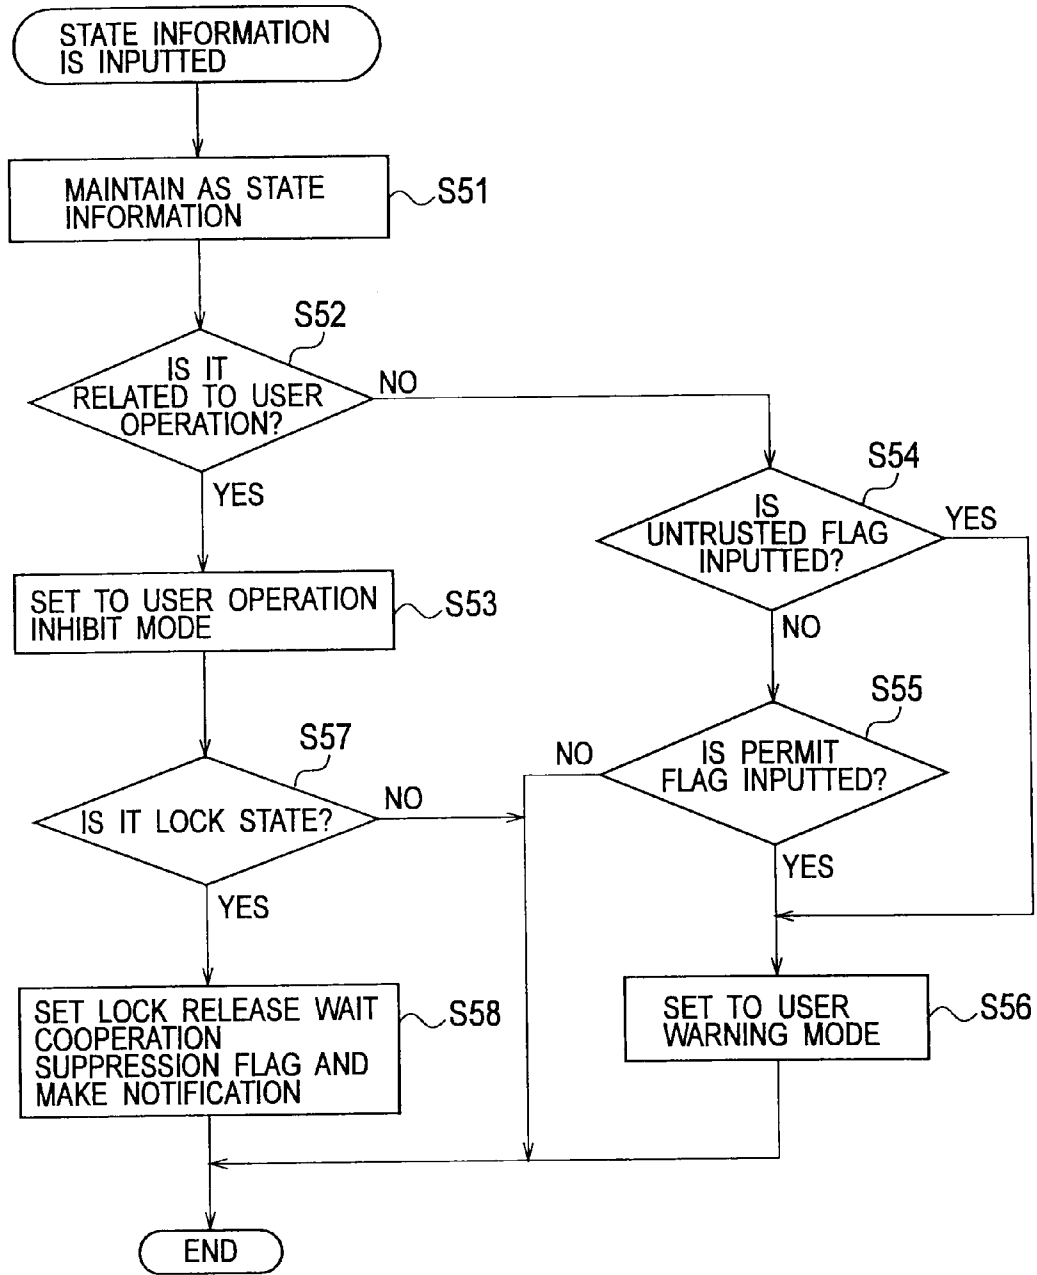 STATE INFORMATION
IS INPUTTED
MAINTAIN AS STATE
INFORMATION
S51
S52
IS IT
RELATED TO USER
OPERATION?
NO
YES
S54
IS
UNTRUSTED FLAG
INPUTTED?
YES
NO
SET TO USER OPERATION
INHIBIT MODE
S53
S55
IS PERMIT
FLAG INPUTTED?
NO
YES
S57
IS IT LOCK STATE?
NO
YES
SET LOCK RELEASE WAIT
COOPERATION
SUPPRESSION FLAG AND
MAKE NOTIFICATION
S58
SET TO USER
WARNING MODE
S56
END